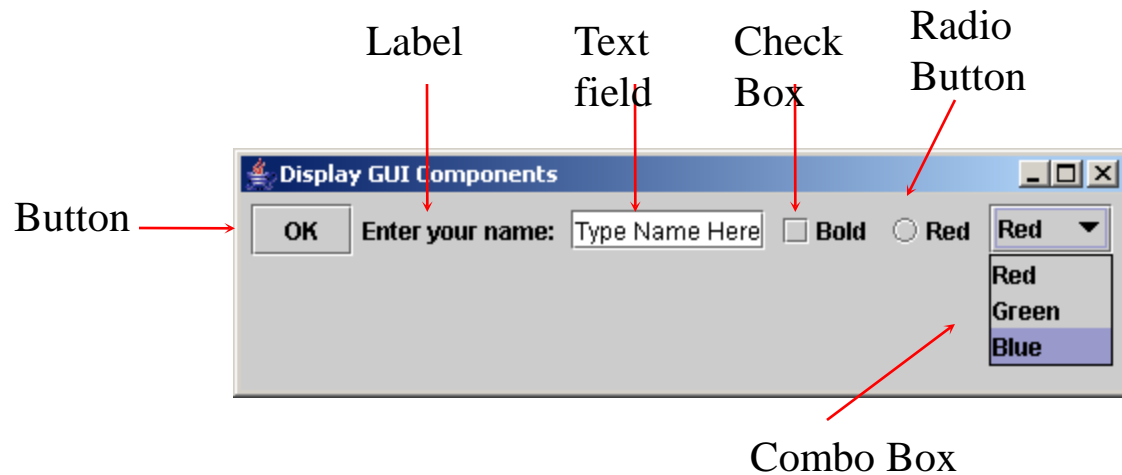 Label
Text
field
Check
Box
Radio
Button
Display GUI Components
Button
OK
Enter your name:
Type Name Here
Bold
Red
Red
Red
Green
Blue
Combo Box